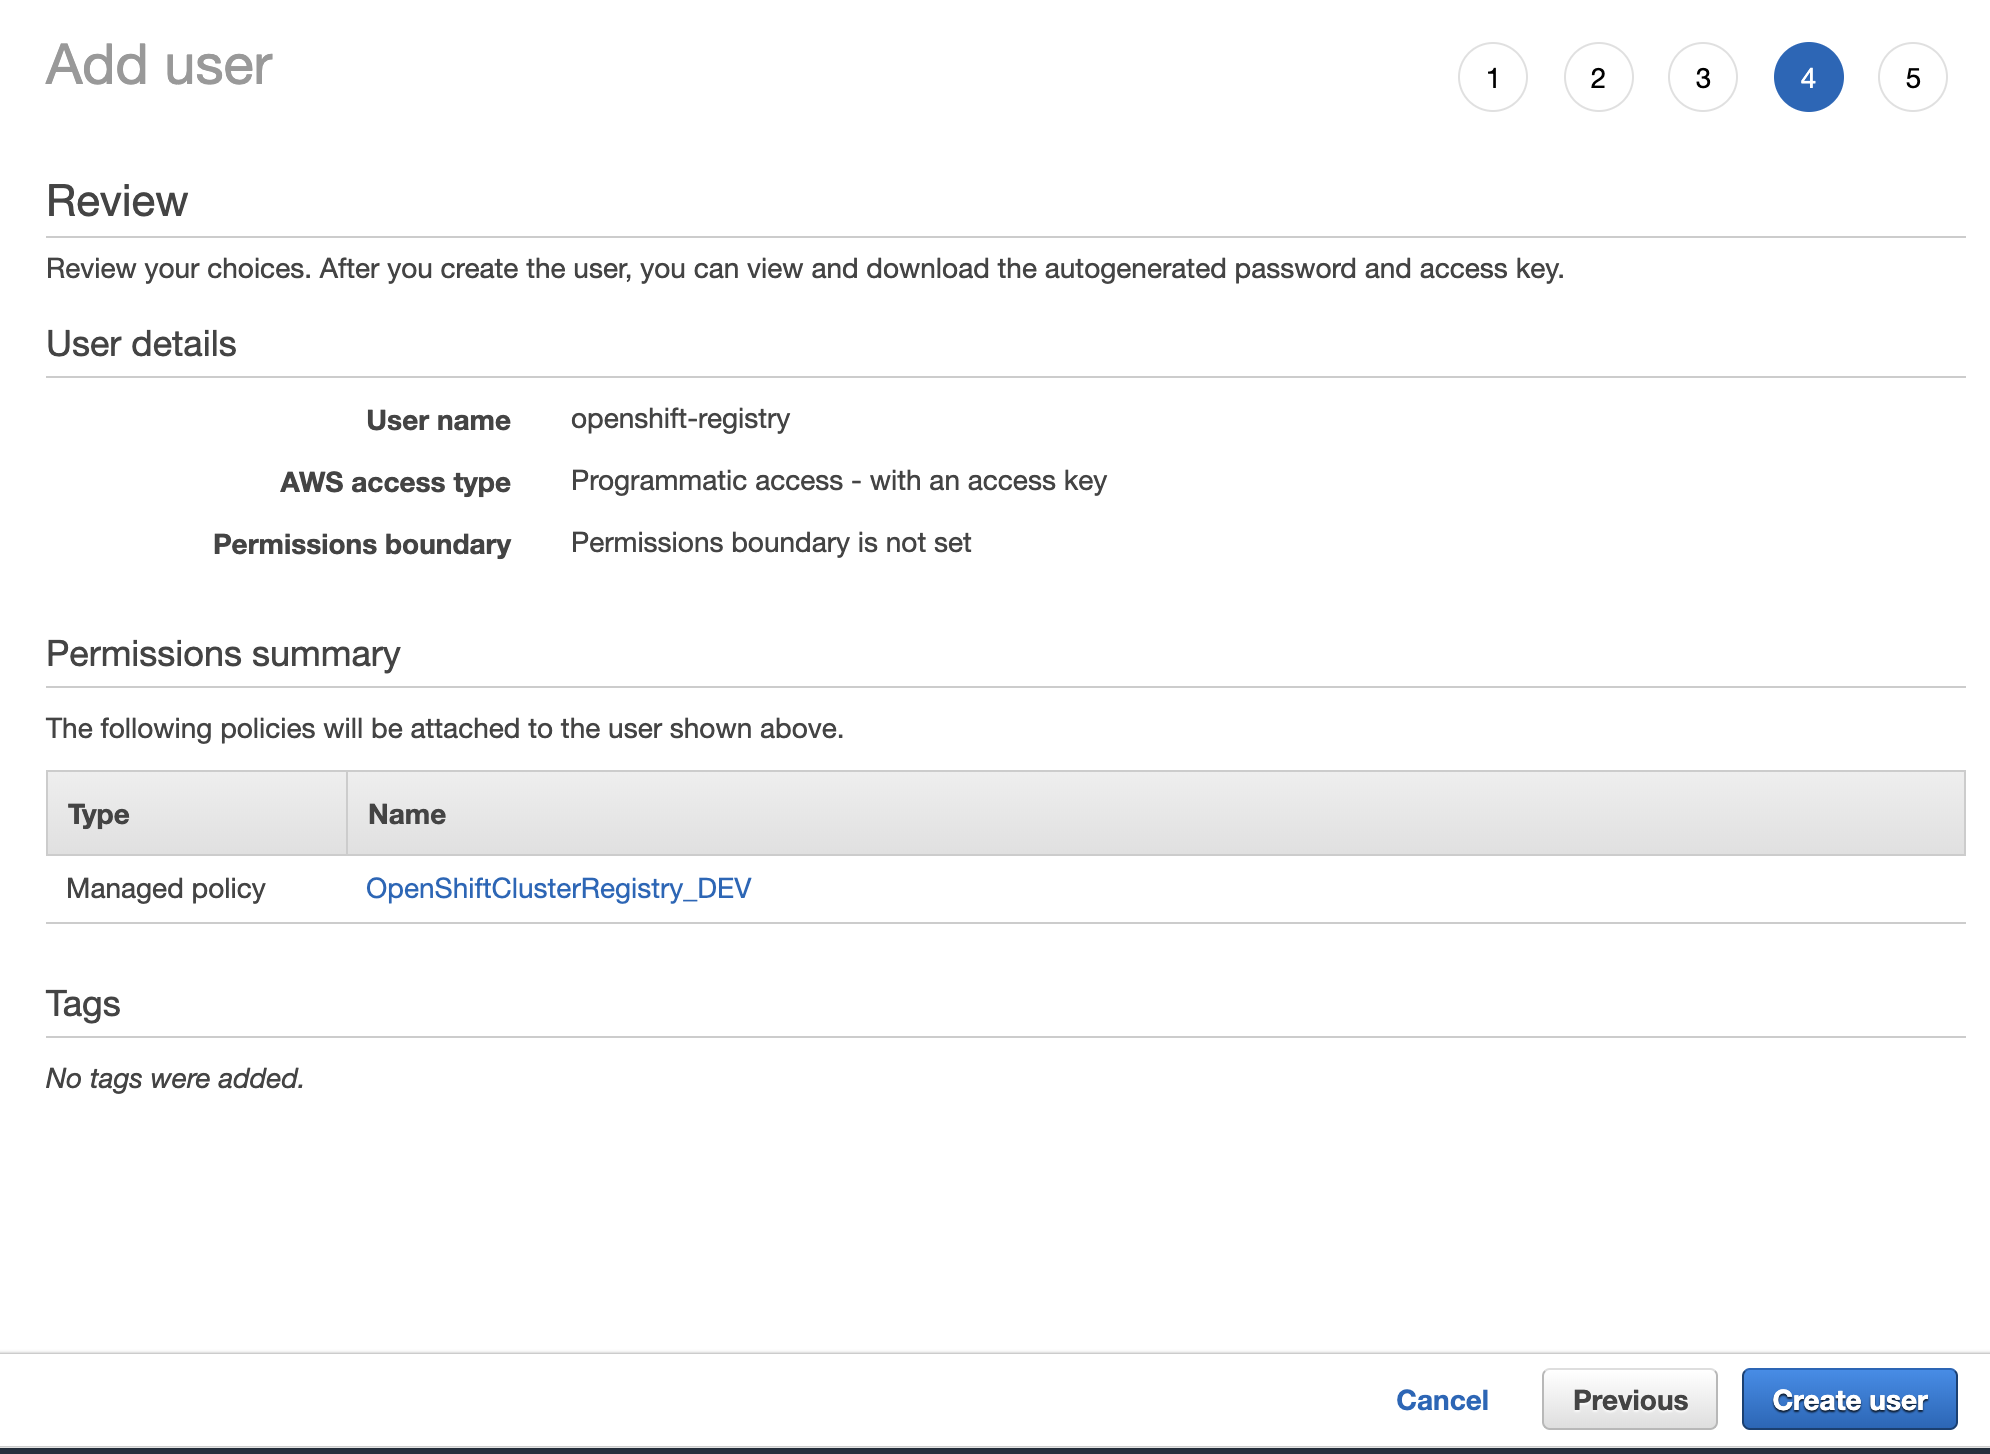 Add user
1 2 3 4 5
Review
Review your choices. After you create the user, you can view and download the autogenerated password and access key.
User details
User name openshift-registry
AWS access type Programmatic access - with an access key
Permissions boundary Permissions boundary is not set
Permissions summary
The following policies will be attached to the user shown above.
Type Name
Managed policy OpenShiftClusterRegistry_DEV
Tags
No tags were added.
Cancel Previous Create user